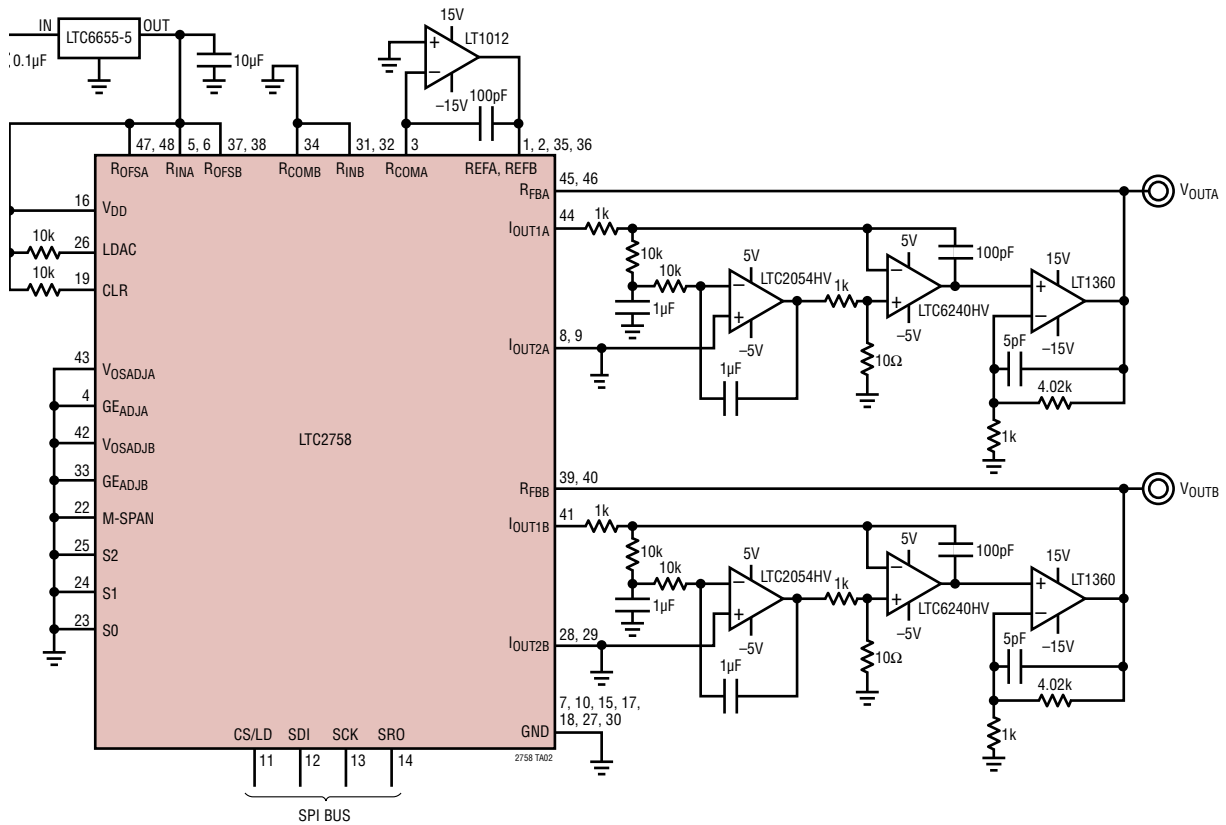 IN
LTC6655-5
OUT
0.1µF
10µF
15V
LT1012
–15V
100pF
47, 48
5, 6
37, 38
34
31, 32
3
1, 2, 35, 36
ROFSA
RINA
ROFSB
RCOMB
RINB
RCOMA
REFA, REFB
RFBA
45, 46
VOUTA
16
VDD
10k
26
LDAC
10k
19
CLR
IOUT1A
44
1k
10k
10k
1µF
5V
LTC2054HV
–5V
1µF
1k
10Ω
5V
LTC6240HV
–5V
100pF
15V
LT1360
–15V
5pF
4.02k
1k
IOUT2A
8, 9
43
VOSADJA
4
GEADJA
42
VOSADJB
33
GEADJB
22
M-SPAN
25
S2
24
S1
23
S0
LTC2758
RFBB
39, 40
VOUTB
IOUT1B
41
1k
10k
10k
1µF
5V
LTC2054HV
–5V
1µF
1k
10Ω
5V
LTC6240HV
–5V
100pF
15V
LT1360
–15V
5pF
4.02k
1k
IOUT2B
28, 29
7, 10, 15, 17,
18, 27, 30
GND
2758 TA02
CS/LD
SDI
SCK
SRO
11
12
13
14
SPI BUS